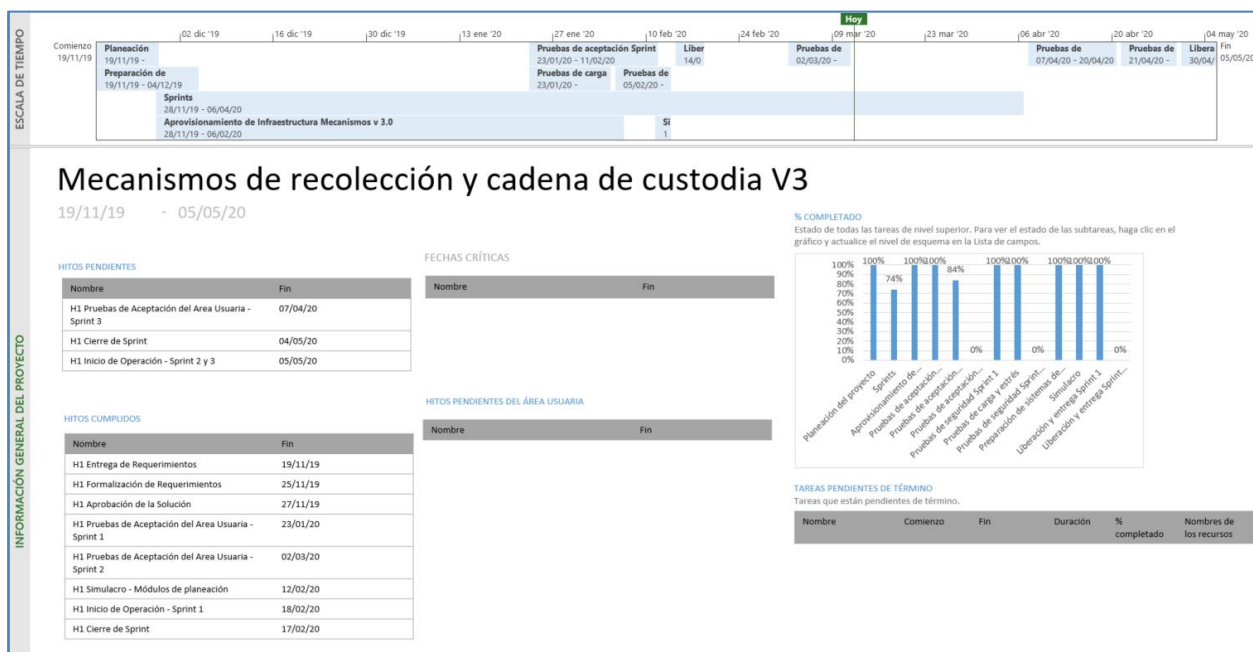 Hoy
02 dic '19 16 dic '19 30 dic '19 13 ene '20 27 ene '20 10 feb '20 24 feb '20 09 mar '20 23 mar '20 06 abr '20 20 abr '20 04 may '20
ESCALA DE TIEMPO
Comienzo
19/11/19
Planeación
19/11/19 -
Pruebas de aceptación Sprint
23/01/20 - 11/02/20
Liber
14/0
Pruebas de
02/03/20 -
Pruebas de
07/04/20 - 20/04/20
Pruebas de
21/04/20 -
Libera
30/04/
Fin
05/05/20
Preparación de
19/11/19 - 04/12/19
Pruebas de carga
23/01/20 -
Pruebas de
05/02/20 -
Sprints
28/11/19 - 06/04/20
Aprovisionamiento de Infraestructura Mecanismos v 3.0
28/11/19 - 06/02/20
Si
1
INFORMACIÓN GENERAL DEL PROYECTO
Mecanismos de recolección y cadena de custodia V3
19/11/19 - 05/05/20
HITOS PENDIENTES
Nombre Fin
H1 Pruebas de Aceptación del Area Usuaria - 07/04/20
Sprint 3
H1 Cierre de Sprint 04/05/20
H1 Inicio de Operación - Sprint 2 y 3 05/05/20
HITOS CUMPLIDOS
Nombre Fin
H1 Entrega de Requerimientos 19/11/19
H1 Formalización de Requerimientos 25/11/19
H1 Aprobación de la Solución 27/11/19
H1 Pruebas de Aceptación del Area Usuaria - 23/01/20
Sprint 1
H1 Pruebas de Aceptación del Area Usuaria - 02/03/20
Sprint 2
H1 Simulacro - Módulos de planeación 12/02/20
H1 Inicio de Operación - Sprint 1 18/02/20
H1 Cierre de Sprint 17/02/20
FECHAS CRÍTICAS
Nombre Fin
HITOS PENDIENTES DEL ÁREA USUARIA
Nombre Fin
% COMPLETADO
Estado de todas las tareas de nivel superior. Para ver el estado de las subtareas, haga clic en el
gráfico y actualice el nivel de esquema en la Lista de campos.
100%
90%
80%
70%
60%
50%
40%
30%
20%
10%
0%
100% 74% 100% 100% 84% 0% 100% 100% 0% 100% 100% 100% 0%
Planeación del proyecto
Sprints
Aprovisionamiento de...
Pruebas de aceptación...
Pruebas de aceptación...
Pruebas de aceptación...
Pruebas de seguridad Sprint 1
Pruebas de carga y estrés
Pruebas de seguridad Sprint...
Preparación de sistemas de...
Simulacro
Liberación y entrega Sprint 1
Liberación y entrega Sprint...
TAREAS PENDIENTES DE TÉRMINO
Tareas que están pendientes de término.
Nombre Comienzo Fin Duración % Nombres de
completado los recursos